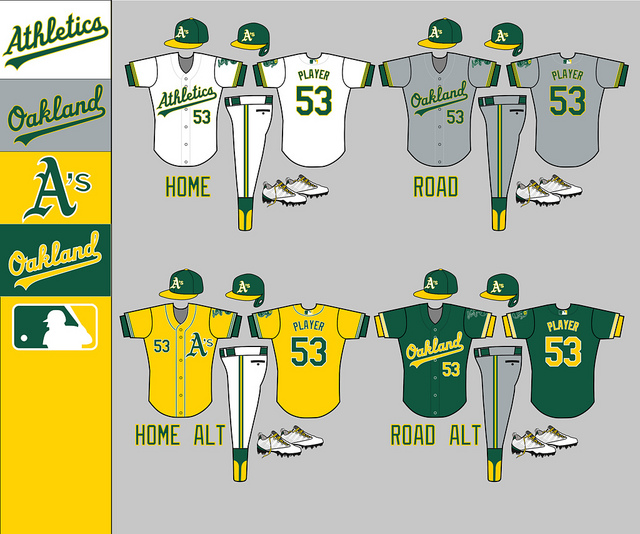 Athletics
Oakland
A's
Oakland
A's
A's
Athletics
53
PLAYER
53
HOME
A's
A's
Oakland
53
PLAYER
53
ROAD
A's
A's
53
A's
PLAYER
53
HOME ALT
A's
A's
Oakland
53
PLAYER
53
ROAD ALT